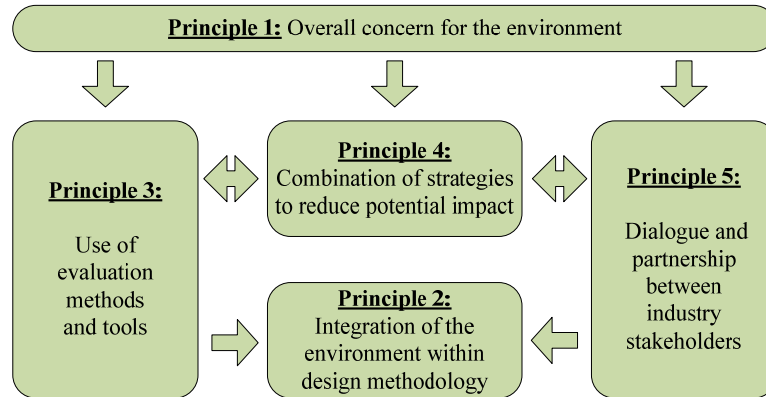 Principle 1: Overall concern for the environment
Principle 3:
Use of
evaluation
methods
and tools
Principle 4:
Combination of strategies
to reduce potential impact
Principle 2:
Integration of the
environment within
design methodology
Principle 5:
Dialogue and
partnership
between
industry
stakeholders